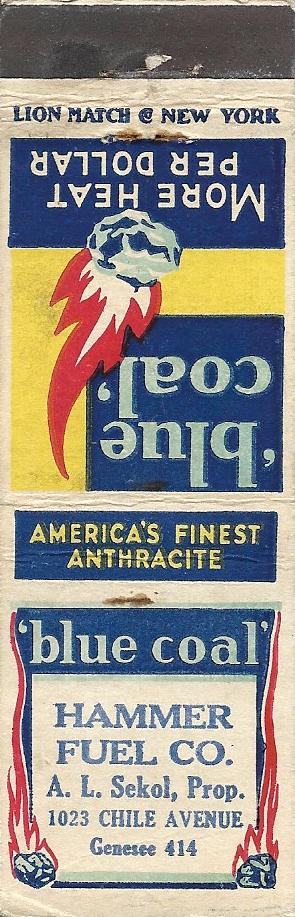 LION MATCH @ NEW YORK
MORE HEAT
PER DOLLAR
'blue
coal'
AMERICA'S FINEST
ANTHRACITE
'blue coal'
HAMMER
FUEL CO.
A. L. Sekol, Prop.
1023 CHILE AVENUE
Genesee 414